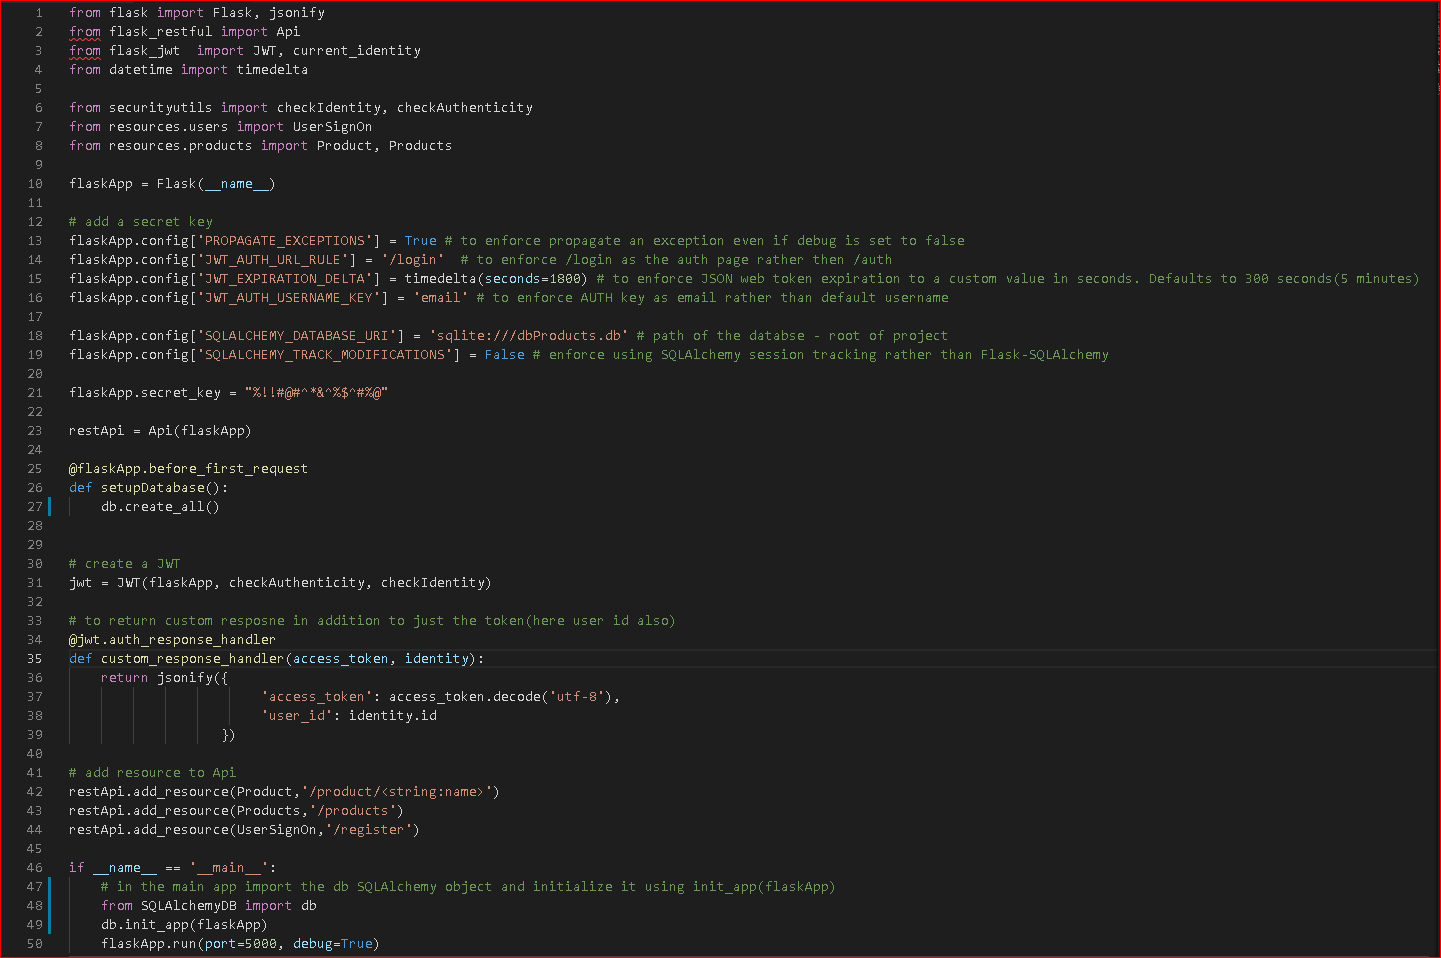 1 from flask import Flask, jsonify
2 from flask_restful import Api
3 from flask_jwt  import JWT, current_identity
4 from datetime import timedelta
5
6 from securityutils import checkIdentity, checkAuthenticity
7 from resources.users import UserSignOn
8 from resources.products import Product, Products
9
10 flaskApp = Flask(__name__)
11
12 # add a secret key
13 flaskApp.config['PROPAGATE_EXCEPTIONS'] = True # to enforce propagate an exception even if debug is set to false
14 flaskApp.config['JWT_AUTH_URL_RULE'] = '/login'  # to enforce /login as the auth page rather then /auth
15 flaskApp.config['JWT_EXPIRATION_DELTA'] = timedelta(seconds=1800) # to enforce JSON web token expiration to a custom value in seconds. Defaults to 300 seconds(5 minutes)
16 flaskApp.config['JWT_AUTH_USERNAME_KEY'] = 'email' # to enforce AUTH key as email rather than default username
17
18 flaskApp.config['SQLALCHEMY_DATABASE_URI'] = 'sqlite:///dbProducts.db' # path of the databse - root of project
19 flaskApp.config['SQLALCHEMY_TRACK_MODIFICATIONS'] = False # enforce using SQLAlchemy session tracking rather than Flask-SQLAlchemy
20
21 flaskApp.secret_key = "%!!#@#^*&^%$^#%@"
22
23 restApi = Api(flaskApp)
24
25 @flaskApp.before_first_request
26 def setupDatabase():
27     db.create_all()
28
29
30 # create a JWT
31 jwt = JWT(flaskApp, checkAuthenticity, checkIdentity)
32
33 # to return custom resposne in addition to just the token(here user id also)
34 @jwt.auth_response_handler
35 def custom_response_handler(access_token, identity):
36     return jsonify({
37                         'access_token': access_token.decode('utf-8'),
38                         'user_id': identity.id
39                    })
40
41 # add resource to Api
42 restApi.add_resource(Product,'/product/<string:name>')
43 restApi.add_resource(Products,'/products')
44 restApi.add_resource(UserSignOn,'/register')
45
46 if __name__ == '__main__':
47     # in the main app import the db SQLAlchemy object and initialize it using init_app(flaskApp)
48     from SQLAlchemyDB import db
49     db.init_app(flaskApp)
50     flaskApp.run(port=5000, debug=True)